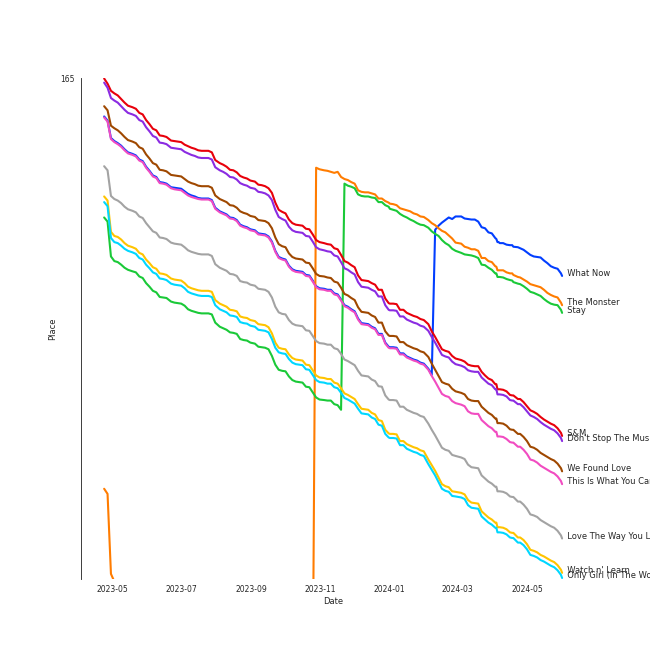 165
Place
What Now
The Monster
Stay
S&M
Don't Stop The Mus
We Found Love
This Is What You Ca
Love The Way You L
Watch n' Learn
Only Girl (In The Wo
2023-05
2023-07
2023-09
2023-11
2024-01
2024-03
2024-05
Date